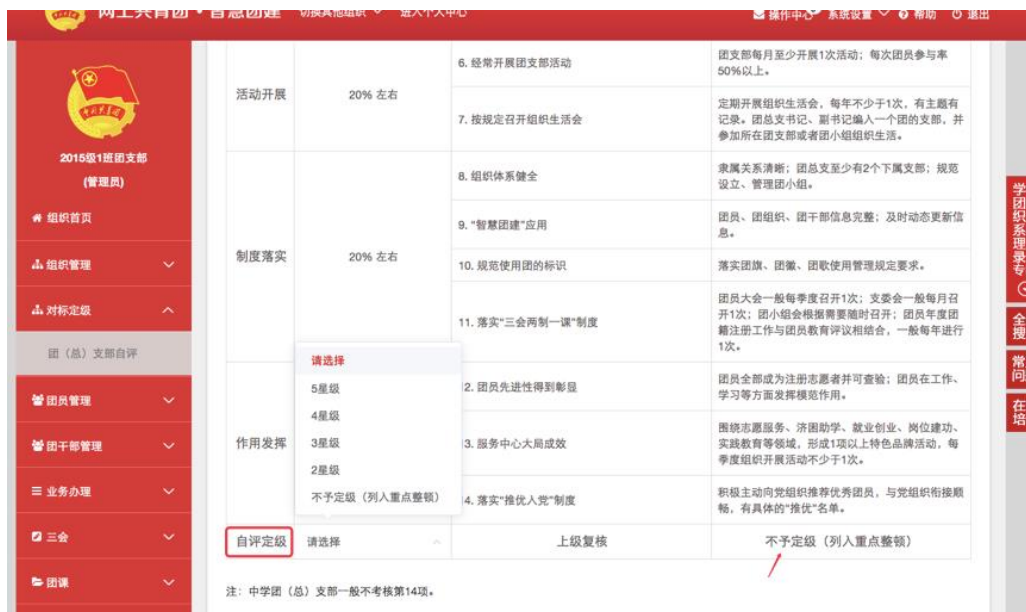 网上共青团·智慧团建 切换其他组织 进入个人中心 操作中心 系统设置 帮助 退出
2015级1班团支部
(管理员)
组织首页
组织管理
对标定级
团（总）支部自评
团员管理
团干部管理
业务办理
三会
团课
活动开展
20% 左右
6. 经常开展团支部活动
团支部每月至少开展1次活动；每次团员参与率
50%以上。
7. 按规定召开组织生活会
定期开展组织生活会，每年不少于1次，有主题有
记录。团总支书记、副书记编入一个团的支部，并
参加所在团支部或者团小组组织生活。
制度落实
20% 左右
8. 组织体系健全
隶属关系清晰；团总支至少有2个下属支部；规范
设立、管理团小组。
9. “智慧团建”应用
团员、团组织、团干部信息完整；及时动态更新信
息。
10. 规范使用团的标识
落实团旗、团徽、团歌使用管理规定要求。
11. 落实“三会两制一课”制度
团员大会一般每季度召开1次；支委会一般每月召
开1次；团小组会根据需要随时召开；团员年度团
籍注册工作与团员教育评议相结合，一般每年进行
1次。
作用发挥
请选择
5星级
4星级
3星级
2星级
不予定级（列入重点整顿）
2. 团员先进性得到彰显
团员全部成为注册志愿者并可查验；团员在工作、
学习等方面发挥模范作用。
3. 服务中心大局成效
围绕志愿服务、济困助学、就业创业、岗位建功、
实践教育等领域，形成1项以上特色品牌活动，每
季度组织开展活动不少于1次。
4. 落实“推优入党”制度
积极主动向党组织推荐优秀团员，与党组织衔接顺
畅，有具体的“推优”名单。
自评定级
请选择
上级复核
不予定级（列入重点整顿）
注：中学团（总）支部一般不考核第14项。
学团织系理录专
全搜
常问
在培